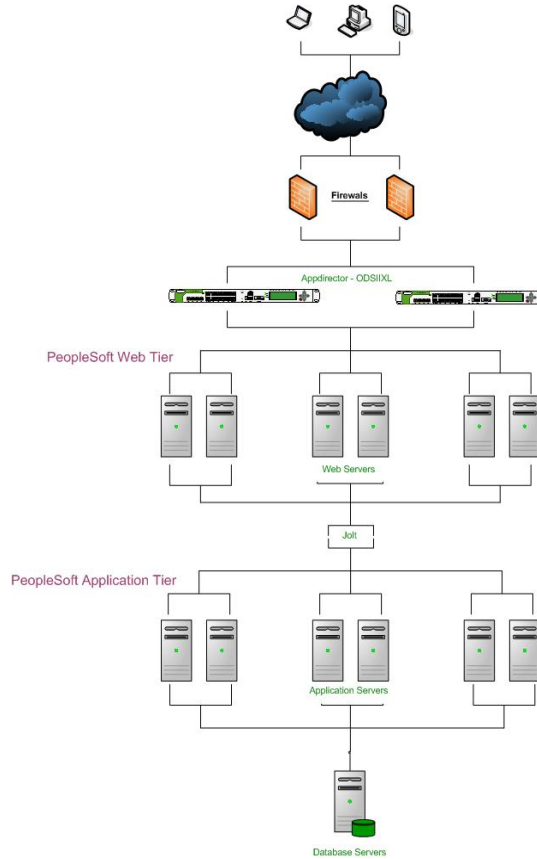 Firewals
Appdirector - ODSIIXL
PeopleSoft Web Tier
Web Servers
Jolt
PeopleSoft Application Tier
Application Servers
Database Servers